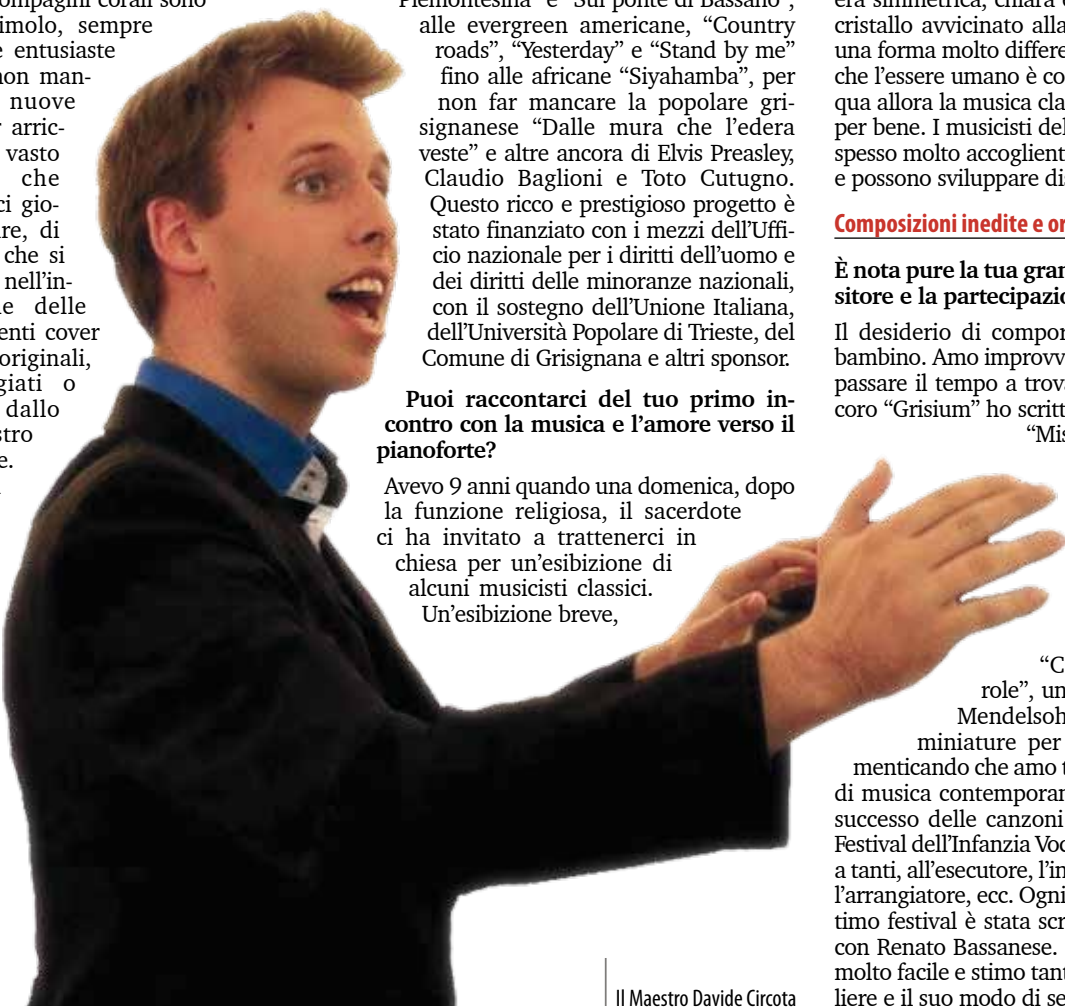 ompagini corali sono
imolo, sempre
e entusiaste
non man-
nuove
arric-
vasto
che
ci gio-
re, di
che si
nell’in-
e delle
enti cover
originali,
giati o
dallo
stro
e.
Piemontesina” e “Sul ponte di Bassano”,
alle evergreen americane, “Country
roads”, “Yesterday” e “Stand by me”
fino alle africane “Siyahamba”, per
non far mancare la popolare gri-
signanese “Dalle mura che l’edera
veste” e altre ancora di Elvis Preasley,
Claudio Baglioni e Toto Cutugno.
Questo ricco e prestigioso progetto è
stato finanziato con i mezzi dell’Uffi-
cio nazionale per i diritti dell’uomo e
dei diritti delle minoranze nazionali,
con il sostegno dell’Unione Italiana,
dell’Università Popolare di Trieste, del
Comune di Grisignana e altri sponsor.
Puoi raccontarci del tuo primo in-
contro con la musica e l’amore verso il
pianoforte?
Avevo 9 anni quando una domenica, dopo
la funzione religiosa, il sacerdote
ci ha invitato a trattenerci in
chiesa per un’esibizione di
alcuni musicisti classici.
Un’esibizione breve,
Il Maestro Davide Circota
era simmetrica, chiara
cristallo avvicinato alla
una forma molto differe
che l’essere umano è co
qua allora la musica cla
per bene. I musicisti del
spesso molto accoglient
e possono sviluppare dis
Composizioni inedite e or
È nota pure la tua gran
sitore e la partecipazio
Il desiderio di compor
bambino. Amo improvv
passare il tempo a trova
coro “Grisium” ho scritt
“Mis
“C
role”, un
Mendelsoh
miniature per
menticando che amo t
di musica contemporan
successo delle canzoni
Festival dell’Infanzia Voc
a tanti, all’esecutore, l’in
l’arrangiatore, ecc. Ogni
timo festival è stata scr
con Renato Bassanese.
molto facile e stimo tant
liere e il suo modo di se